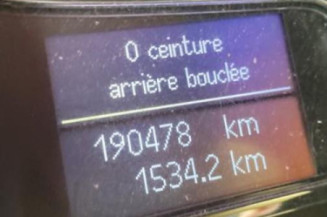 0 ceinture
arrière bouclée
190478 km
1534.2 km